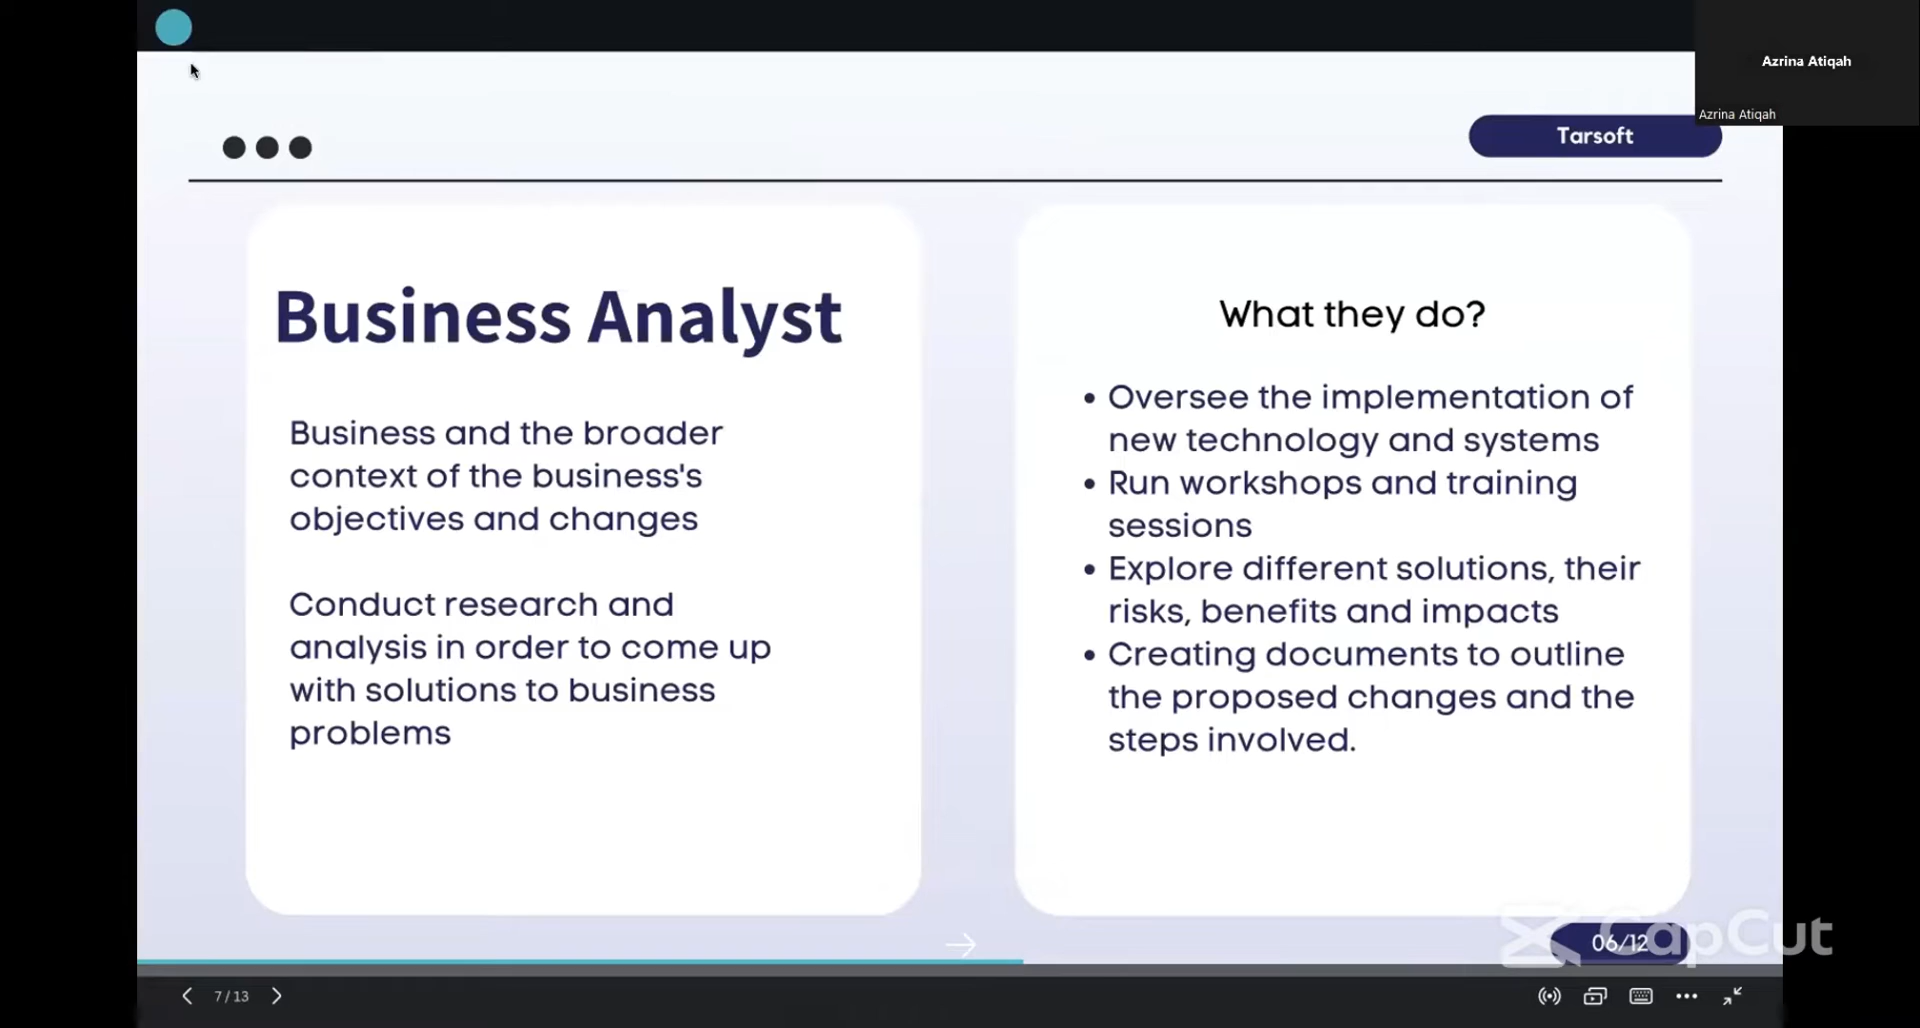 Azrina Atiqah
Azrina Atiqah
Tarsoft
Business Analyst
Business and the broader
context of the business's
objectives and changes
Conduct research and
analysis in order to come up
with solutions to business
problems
What they do?
• Oversee the implementation of
new technology and systems
• Run workshops and training
sessions
• Explore different solutions, their
risks, benefits and impacts
• Creating documents to outline
the proposed changes and the
steps involved.
06/12
CapCut
7 / 13